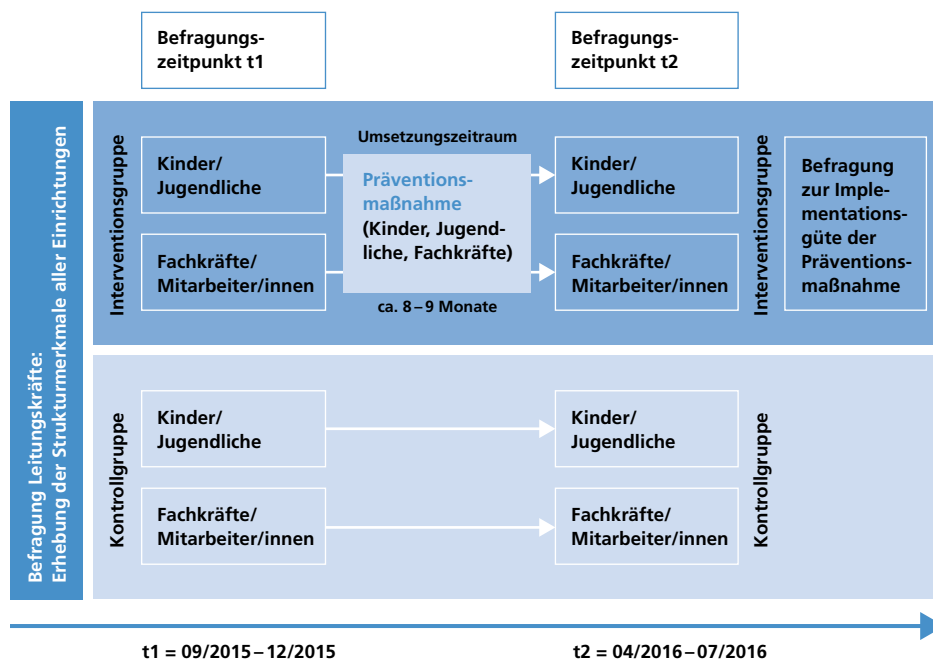 Befragungs-
zeitpunkt t1
Befragungs-
zeitpunkt t2
Befragung Leitungskräfte:
Erhebung der Strukturmerkmale aller Einrichtungen
Interventionsgruppe
Kinder/
Jugendliche
Fachkräfte/
Mitarbeiter/innen
Umsetzungszeitraum
Präventions-
maßnahme
(Kinder, Jugend-
liche, Fachkräfte)
ca. 8–9 Monate
Kinder/
Jugendliche
Fachkräfte/
Mitarbeiter/innen
Interventionsgruppe
Befragung
zur Imple-
mentations-
güte der
Präventions-
maßnahme
Kontrollgruppe
Kinder/
Jugendliche
Fachkräfte/
Mitarbeiter/innen
Kinder/
Jugendliche
Fachkräfte/
Mitarbeiter/innen
Kontrollgruppe
t1 = 09/2015–12/2015
t2 = 04/2016–07/2016